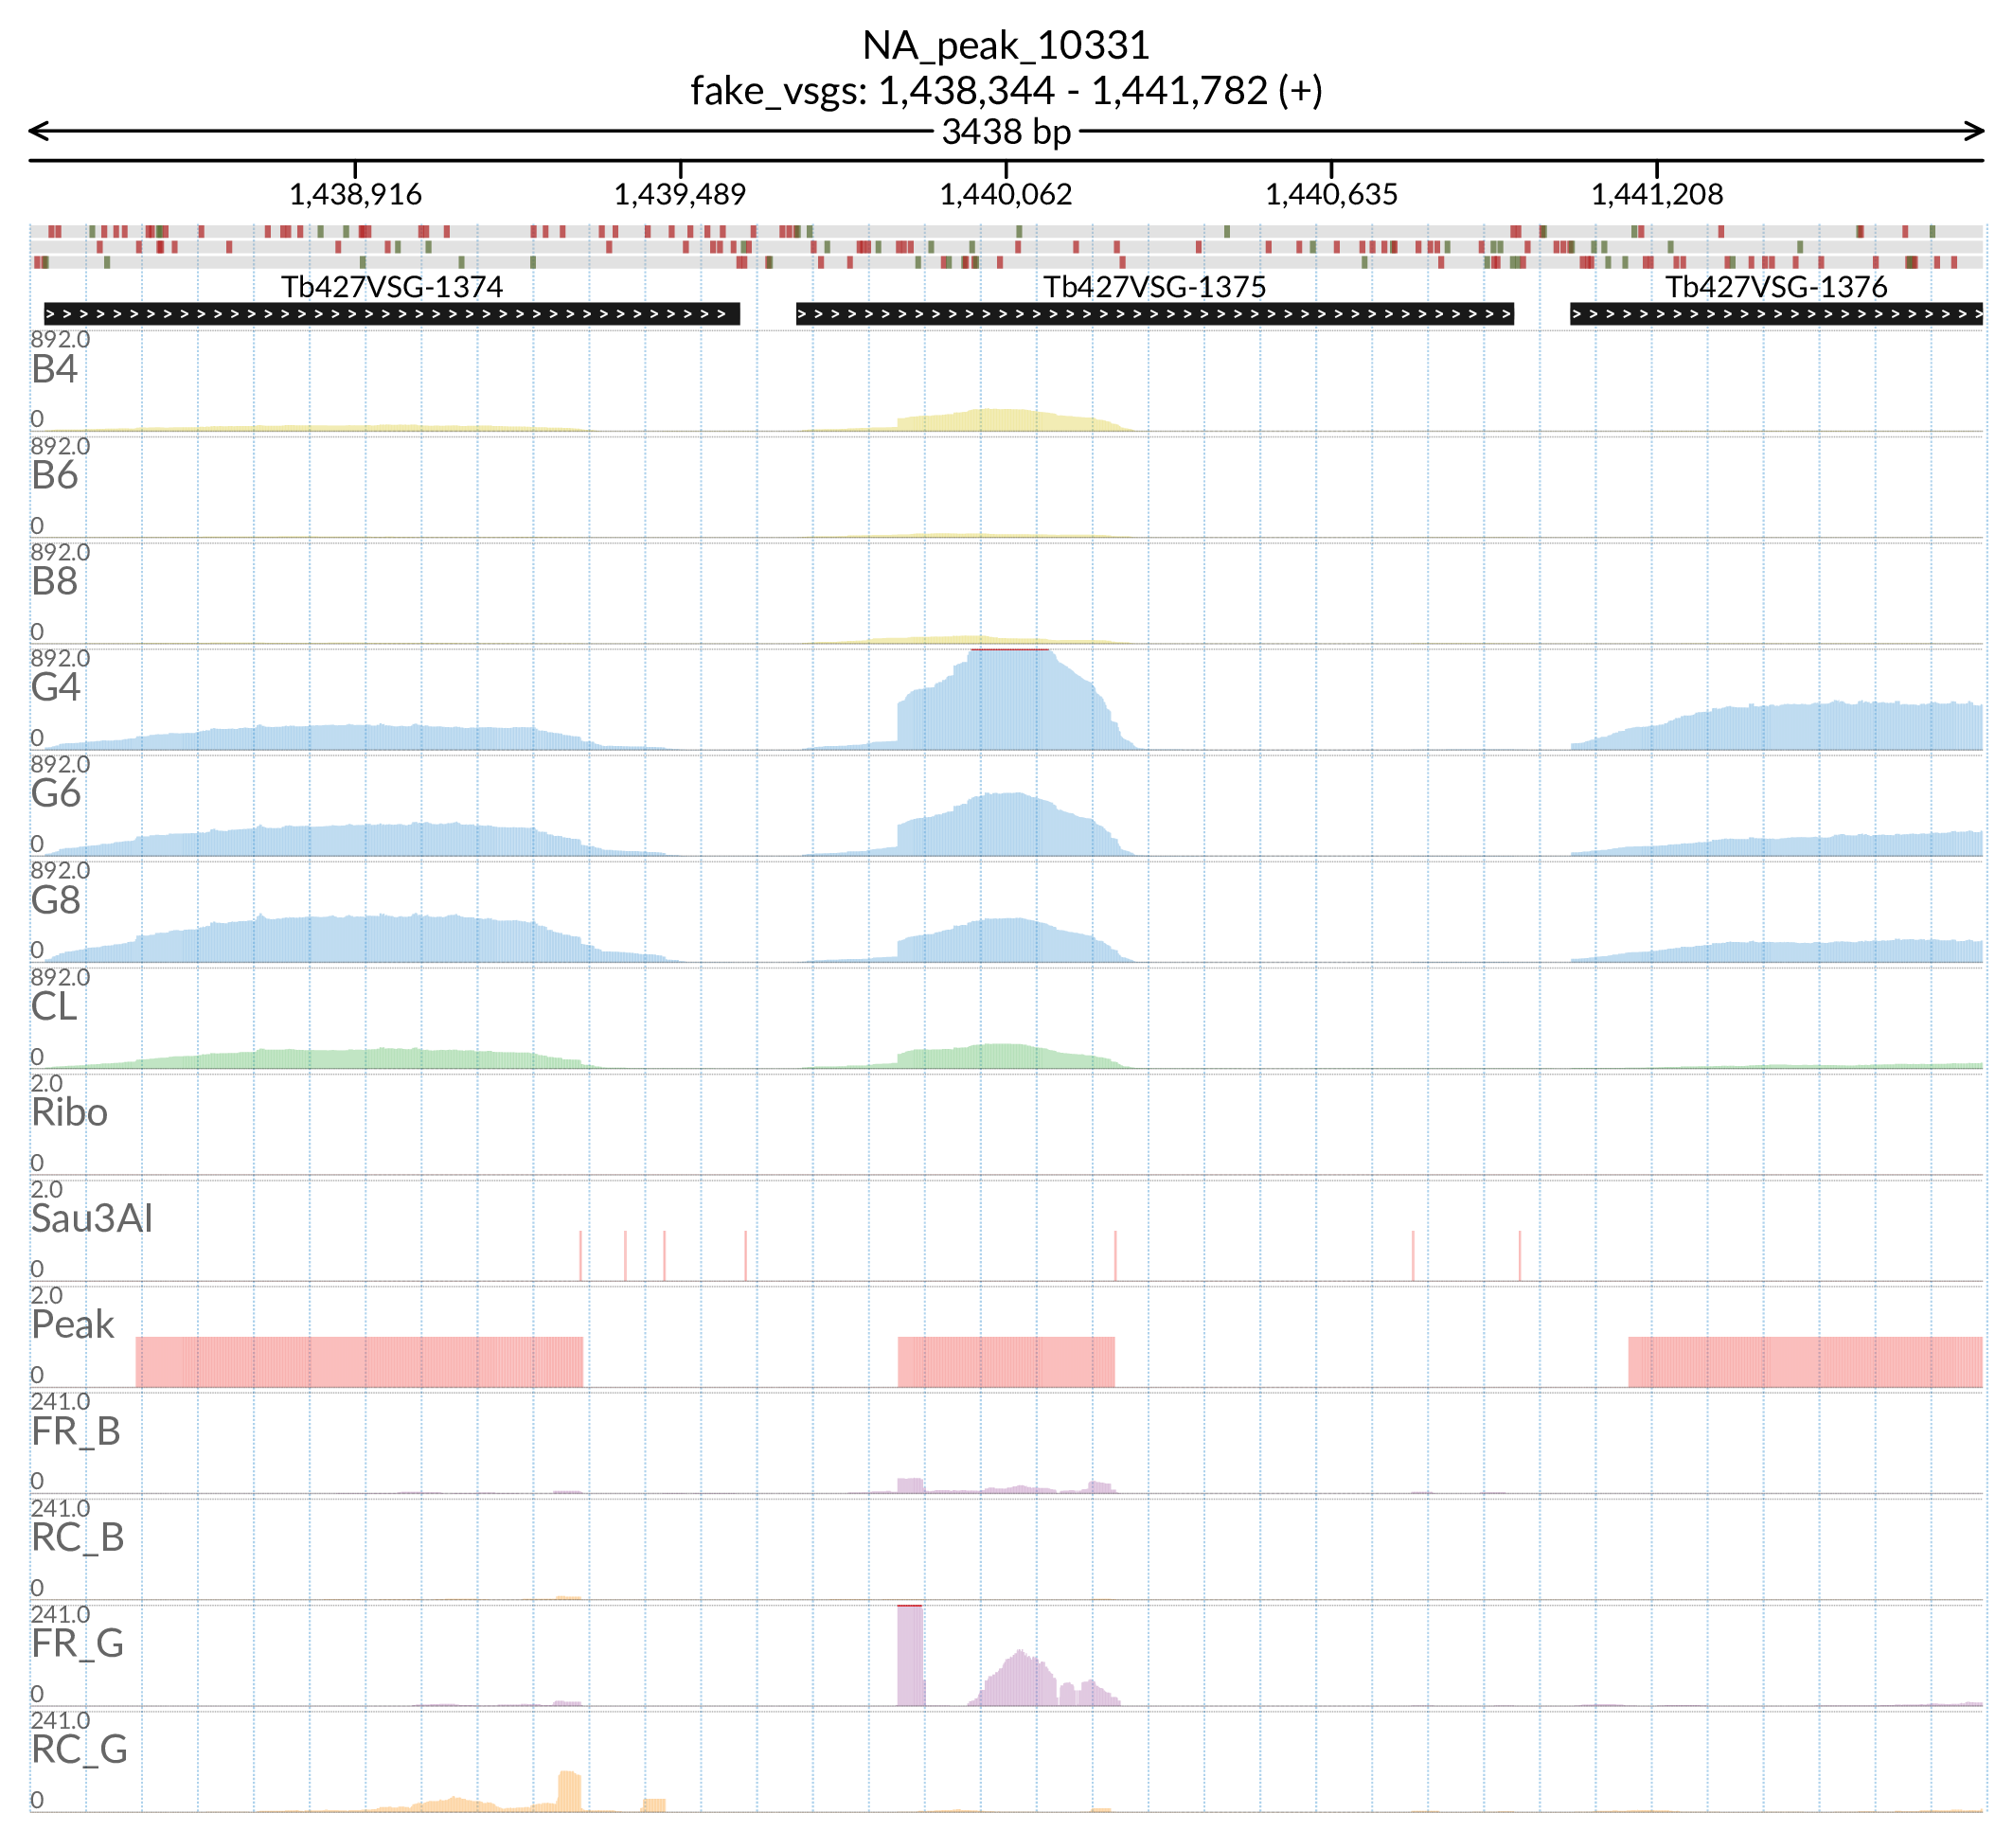 NA_peak_10331
fake_vsgs: 1,438,344 - 1,441,782 (+)
3438 bp
1,438,916 1,439,489 1,440,062 1,440,635 1,441,208
Tb427VSG-1374 Tb427VSG-1375 Tb427VSG-1376
892.0
B4
0
892.0
B6
0
892.0
B8
0
892.0
G4
0
892.0
G6
0
892.0
G8
0
892.0
CL
0
2.0
Ribo
0
2.0
Sau3AI
0
2.0
Peak
0
241.0
FR_B
0
241.0
RC_B
0
241.0
FR_G
0
241.0
RC_G
0